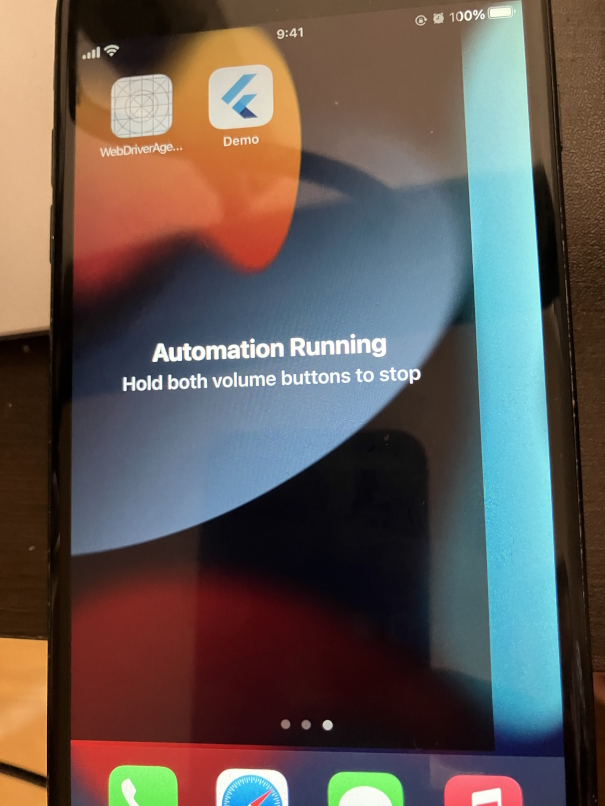 9:41
100%
WebDriverAge...
Demo
Automation Running
Hold both volume buttons to stop